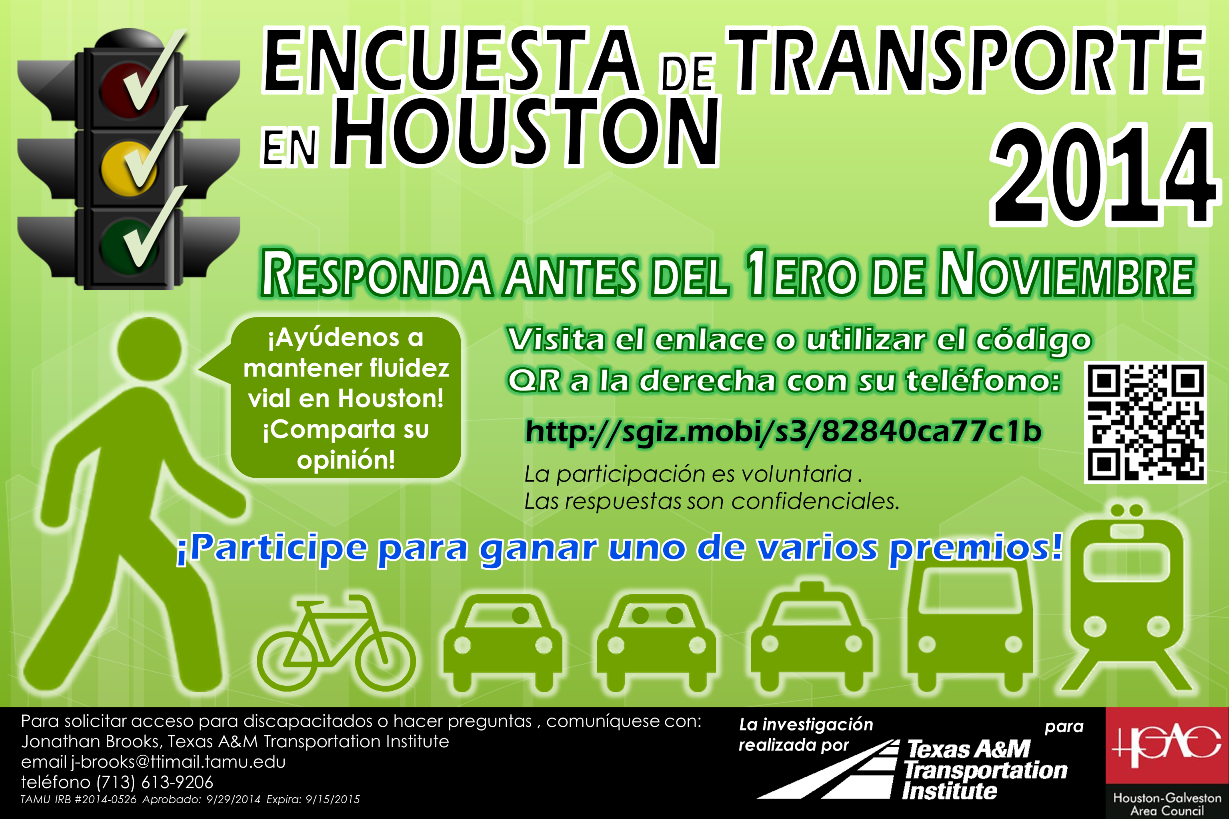 ENCUESTA DE TRANSPORTE
EN HOUSTON
2014
RESPONDA ANTES DEL 1ERO DE NOVIEMBRE
¡Ayúdenos a
mantener fluidez
vial en Houston!
¡Comparta su
opinión!
Visita el enlace o utilizar el código
QR a la derecha con su teléfono:
http://sgiz.mobi/s3/82840ca77c1b
La participación es voluntaria .
Las respuestas son confidenciales.
¡Participe para ganar uno de varios premios!
Para solicitar acceso para discapacitados o hacer preguntas , comuníquese con:
Jonathan Brooks, Texas A&M Transportation Institute
email j-brooks@ttimail.tamu.edu
teléfono (713) 613-9206
TAMU IRB #2014-0526 Aprobado: 9/29/2014 Expira: 9/15/2015
La investigación
realizada por
Texas A&M
Transportation
Institute
para
HGAC
Houston-Galveston
Area Council